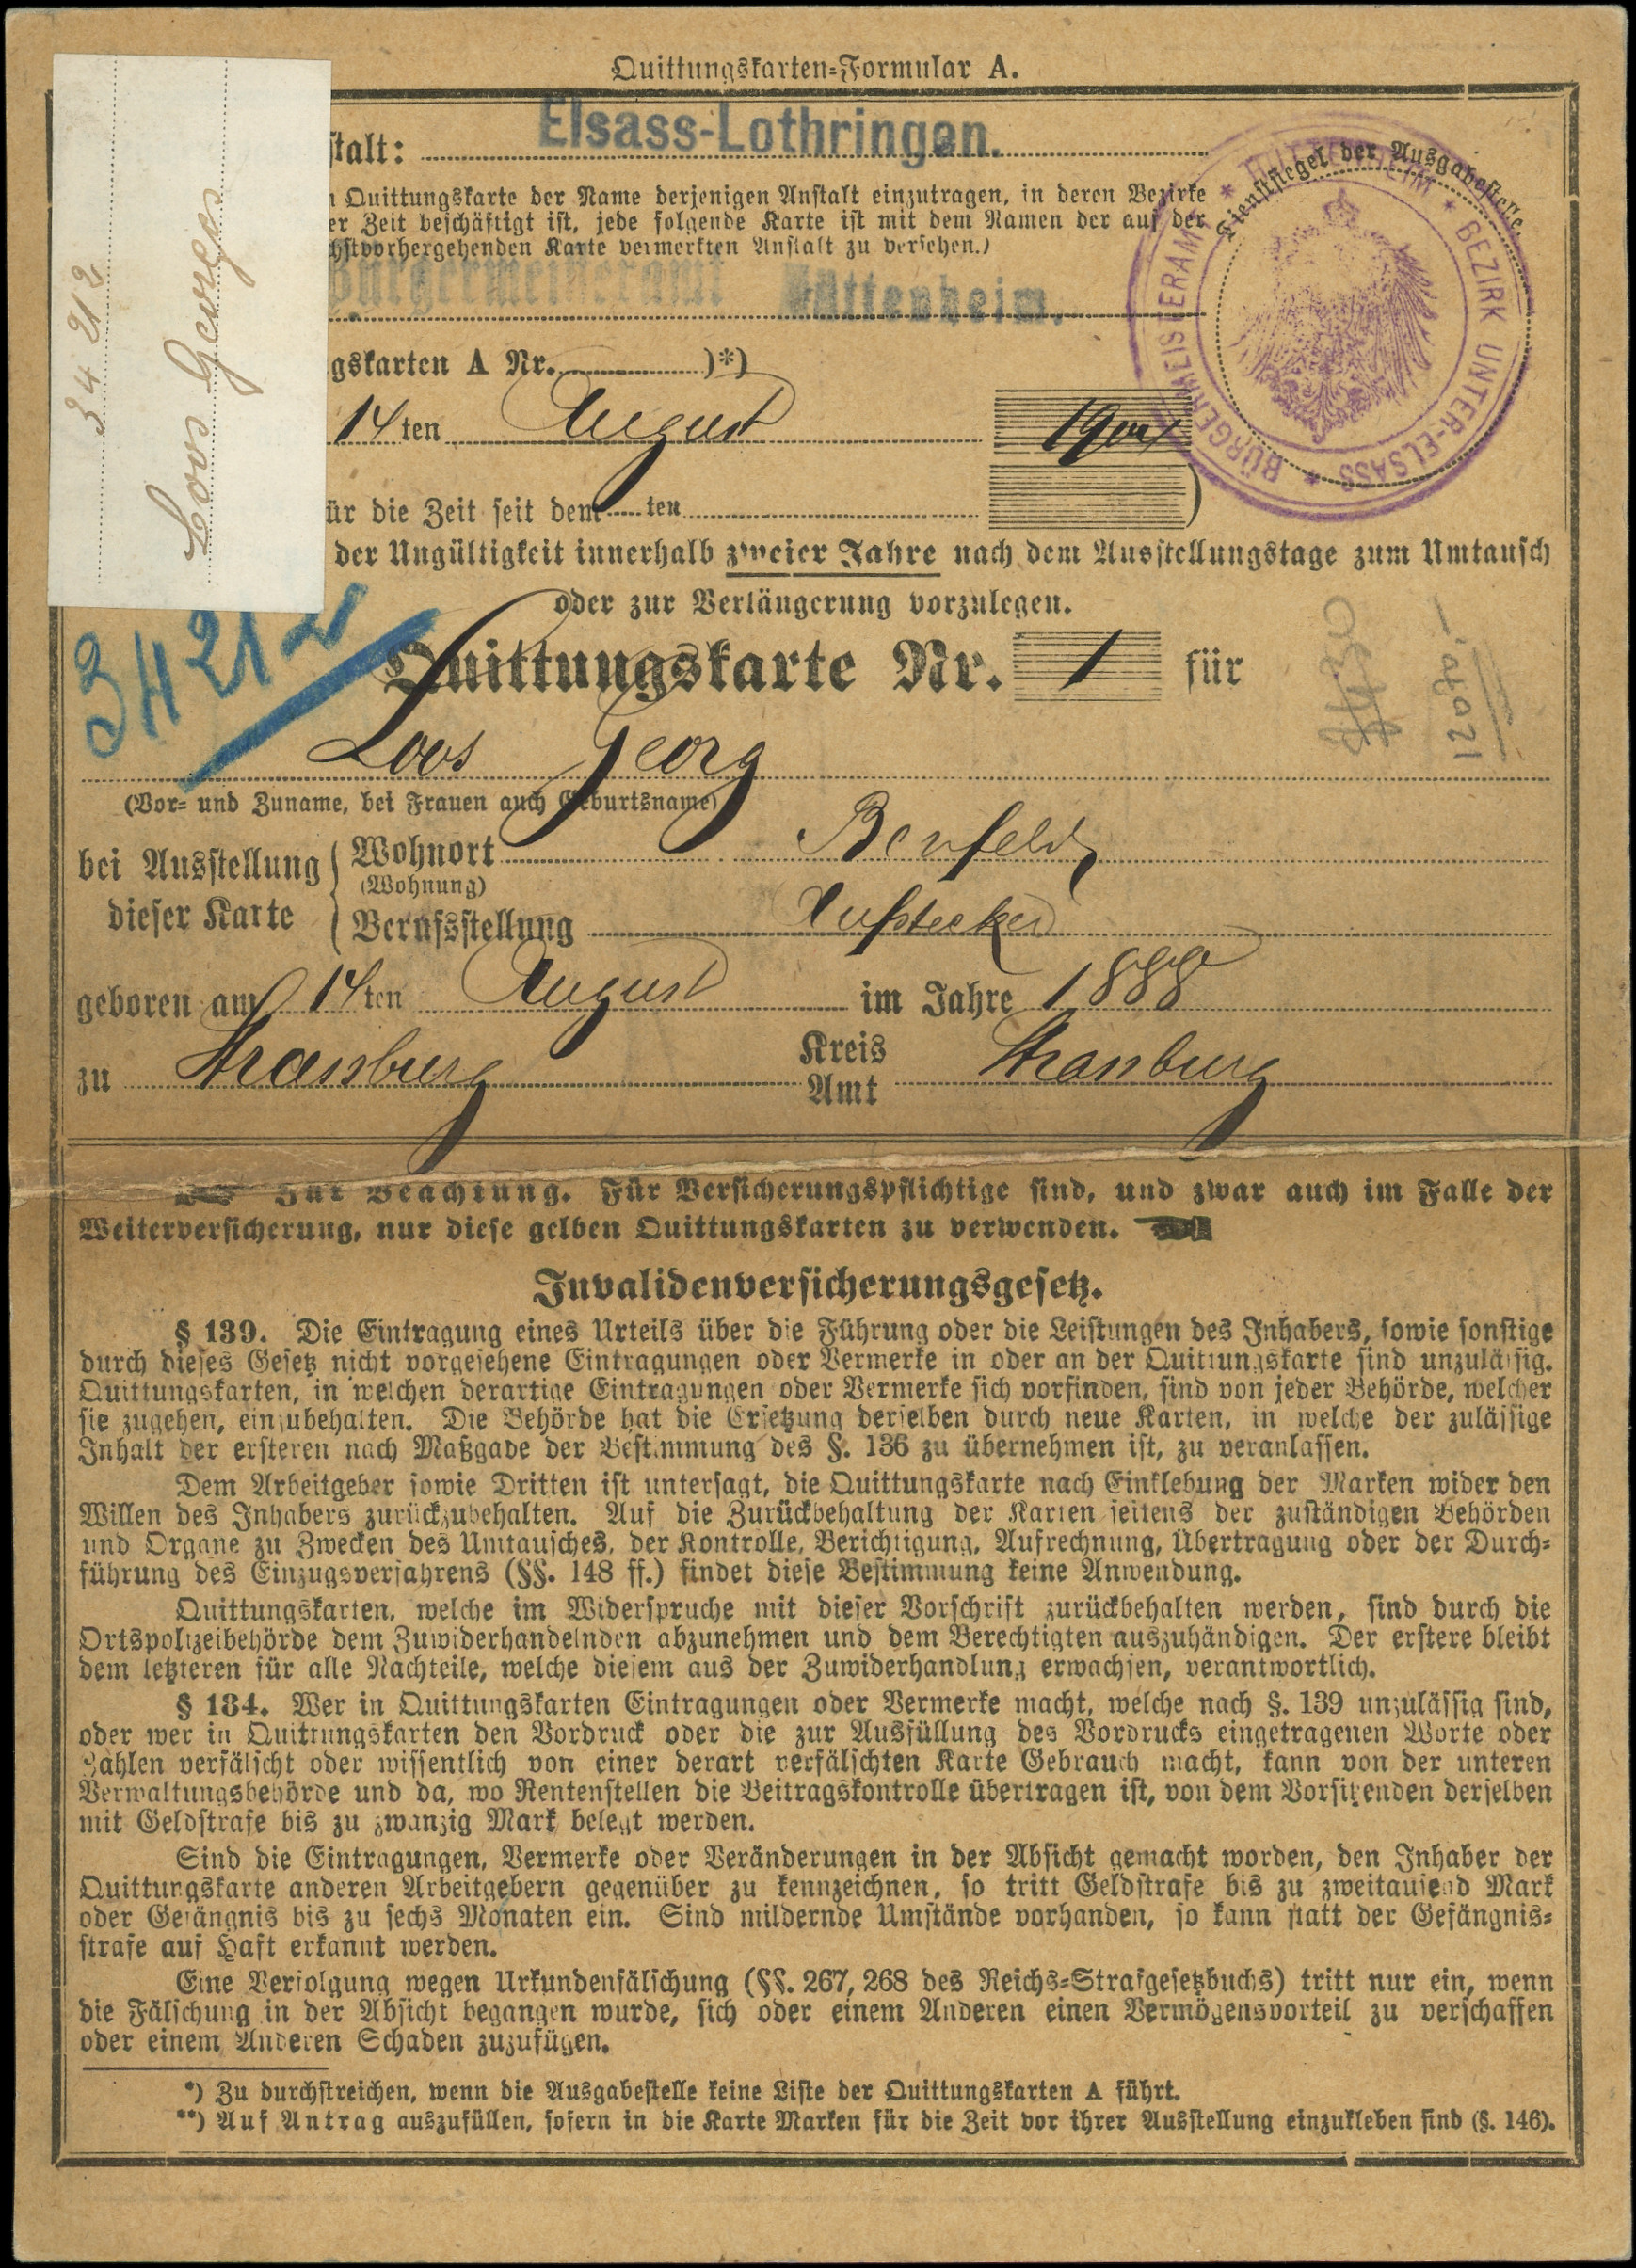 Quittungskarten-Formular A.
stalt: Elsass-Lothringen.
Dienstsiegel der Ausgabestelle.
Quittungskarte der Name derjenigen Anstalt einzutragen, in deren Bezirke
er Zeit beschäftigt ist, jede folgende Karte ist mit dem Namen der auf der
hstvorhergehenden Karte vermerkten Anstalt zu versehen.)
Bürgermeisteramt Hüttenheim.
BÜRGERMEISTERAMT * HÜTTENHEIM * BEZIRK UNTER-ELSASS *
gskarten A Nr. )*)
14ten August
ür die Zeit seit dem ten )
der Ungültigkeit innerhalb zweier Jahre nach dem Ausstellungstage zum Umtausch
oder zur Verlängerung vorzulegen.
34212
Loos Georges
34212
Quittungskarte Nr. 1 für
Loos Georg
(Vor- und Zuname, bei Frauen auch Geburtsname)
bei Ausstellung dieser Karte
Wohnort Benfeld
(Wohnung)
Berufsstellung
geboren am 14ten August im Jahre 1888
zu Strassburg Kreis Amt Strassburg
Zur Beachtung. Für Versicherungspflichtige sind, und zwar auch im Falle der
Weiterversicherung, nur diese gelben Quittungskarten zu verwenden.
Invalidenversicherungsgesetz.
§ 139. Die Eintragung eines Urteils über die Führung oder die Leistungen des Inhabers, sowie sonstige
durch dieses Gesetz nicht vorgesehene Eintragungen oder Vermerke in oder an der Quittungskarte sind unzulässig.
Quittungskarten, in welchen derartige Eintragungen oder Vermerke sich vorfinden, sind von jeder Behörde, welcher
sie zugehen, einzubehalten. Die Behörde hat die Ersetzung derselben durch neue Karten, in welche der zulässige
Inhalt der ersteren nach Maßgabe der Bestimmung des §. 136 zu übernehmen ist, zu veranlassen.
Dem Arbeitgeber sowie Dritten ist untersagt, die Quittungskarte nach Einklebung der Marken wider den
Willen des Inhabers zurückzubehalten. Auf die Zurückbehaltung der Karten seitens der zuständigen Behörden
und Organe zu Zwecken des Umtausches, der Kontrolle, Berichtigung, Aufrechnung, Übertragung oder der Durch-
führung des Einzugsverfahrens (§§. 148 ff.) findet diese Bestimmung keine Anwendung.
Quittungskarten, welche im Widerspruche mit dieser Vorschrift zurückbehalten werden, sind durch die
Ortspolizeibehörde dem Zuwiderhandelnden abzunehmen und dem Berechtigten auszuhändigen. Der erstere bleibt
dem letzteren für alle Nachteile, welche diesem aus der Zuwiderhandlung erwachsen, verantwortlich.
§ 184. Wer in Quittungskarten Eintragungen oder Vermerke macht, welche nach §. 139 unzulässig sind,
oder wer in Quittungskarten den Vordruck oder die zur Ausfüllung des Vordrucks eingetragenen Worte oder
Zahlen verfälscht oder wissentlich von einer derart verfälschten Karte Gebrauch macht, kann von der unteren
Verwaltungsbehörde und da, wo Rentenstellen die Beitragskontrolle übertragen ist, von dem Vorsitzenden derselben
mit Geldstrafe bis zu zwanzig Mark belegt werden.
Sind die Eintragungen, Vermerke oder Veränderungen in der Absicht gemacht worden, den Inhaber der
Quittungskarte anderen Arbeitgebern gegenüber zu kennzeichnen, so tritt Geldstrafe bis zu zweitausend Mark
oder Gefängnis bis zu sechs Monaten ein. Sind mildernde Umstände vorhanden, so kann statt der Gefängnis-
strafe auf Haft erkannt werden.
Eine Verfolgung wegen Urkundenfälschung (§§. 267, 268 des Reichs-Strafgesetzbuchs) tritt nur ein, wenn
die Fälschung in der Absicht begangen wurde, sich oder einem Anderen einen Vermögensvorteil zu verschaffen
oder einem Anderen Schaden zuzufügen.
*) Zu durchstreichen, wenn die Ausgabestelle keine Liste der Quittungskarten A führt.
**) Auf Antrag auszufüllen, sofern in die Karte Marken für die Zeit vor ihrer Ausstellung einzukleben sind (§. 146).